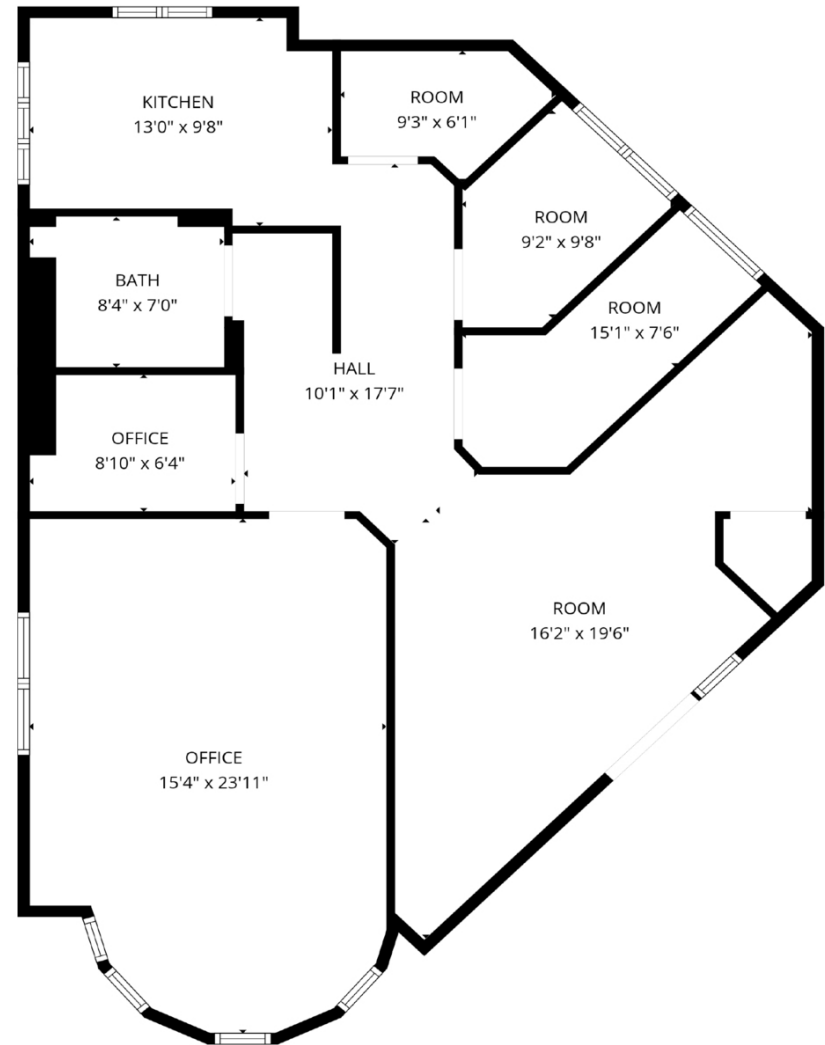 KITCHEN
13'0" x 9'8"
ROOM
9'3" x 6'1"
ROOM
9'2" x 9'8"
BATH
8'4" x 7'0"
ROOM
15'1" x 7'6"
HALL
10'1" x 17'7"
OFFICE
8'10" x 6'4"
ROOM
16'2" x 19'6"
OFFICE
15'4" x 23'11"